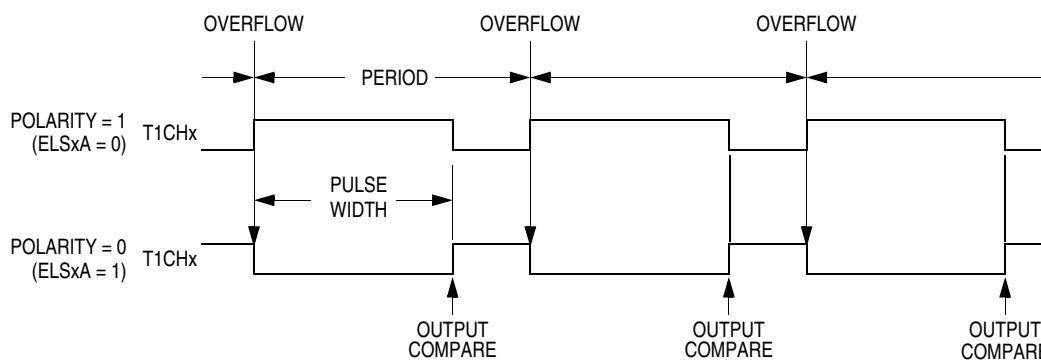 OVERFLOW OVERFLOW OVERFLOW
PERIOD
POLARITY = 1
(ELSxA = 0)
T1CHx
PULSE
WIDTH
POLARITY = 0
(ELSxA = 1)
T1CHx
OUTPUT
COMPARE
OUTPUT
COMPARE
OUTPUT
COMPARE